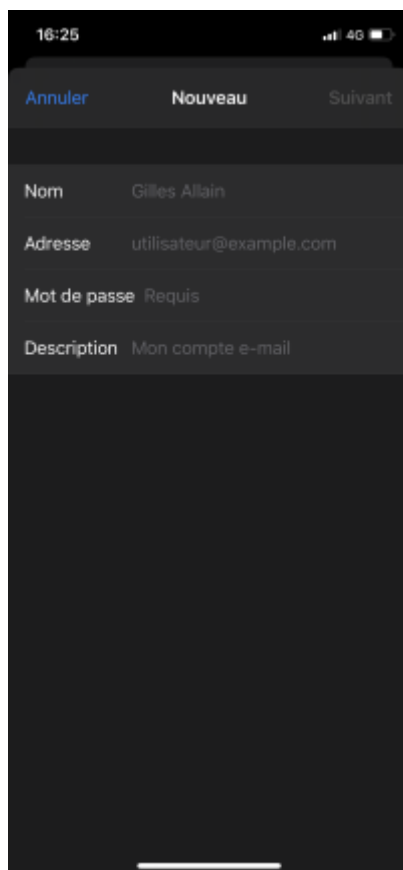 16:25 4G
Annuler Nouveau Suivant
Nom Gilles Allain
Adresse utilisateur@example.com
Mot de passe Requis
Description Mon compte e-mail